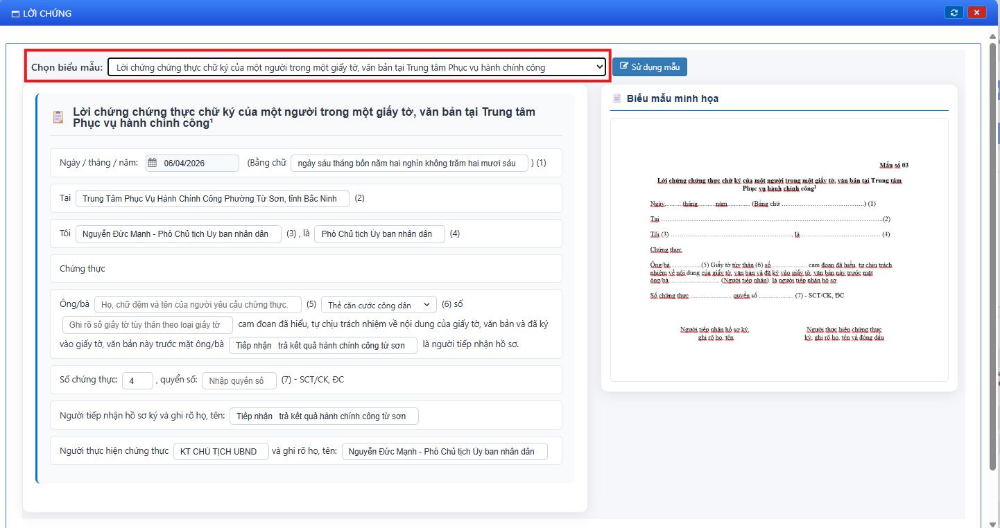 LỜI CHỨNG
Chọn biểu mẫu: Lời chứng chứng thực chữ ký của một người trong một giấy tờ, văn bản tại Trung tâm Phục vụ hành chính công
Sử dụng mẫu
Lời chứng chứng thực chữ ký của một người trong một giấy tờ, văn bản tại Trung tâm
Phục vụ hành chính công¹
Ngày / tháng / năm: 06/04/2026 (Bằng chữ ngày sáu tháng bốn năm hai nghìn không trăm hai mươi sáu ) (1)
Tại Trung Tâm Phục Vụ Hành Chính Công Phường Từ Sơn, tỉnh Bắc Ninh (2)
Tôi Nguyễn Đức Mạnh - Phó Chủ tịch Ủy ban nhân dân (3) , là Phó Chủ tịch Ủy ban nhân dân (4)
Chứng thực
Ông/bà Họ, chữ đệm và tên của người yêu cầu chứng thực. (5) Thẻ căn cước công dân (6) số
Ghi rõ số giấy tờ tùy thân theo loại giấy tờ cam đoan đã hiểu, tự chịu trách nhiệm về nội dung của giấy tờ, văn bản và đã ký
vào giấy tờ, văn bản này trước mặt ông/bà Tiếp nhận trả kết quả hành chính công từ sơn là người tiếp nhận hồ sơ.
Số chứng thực: 4 , quyển số: Nhập quyển số (7) - SCT/CK, ĐC
Người tiếp nhận hồ sơ ký và ghi rõ họ, tên: Tiếp nhận trả kết quả hành chính công từ sơn
Người thực hiện chứng thực KT CHỦ TỊCH UBND và ghi rõ họ, tên: Nguyễn Đức Mạnh - Phó Chủ tịch Ủy ban nhân dân
Biểu mẫu minh họa
Mẫu số 03
Lời chứng chứng thực chữ ký của một người trong một giấy tờ, văn bản tại Trung tâm
Phục vụ hành chính công¹
Ngày...........tháng..........năm............. (Bằng chữ ..........................................) (1)
Tại ....................................................................................................................(2)
Tôi (3) .............................................................., là .......................................... (4)
Chứng thực
Ông/bà................(5) Giấy tờ tùy thân (6) số .................. cam đoan đã hiểu, tự chịu trách
nhiệm về nội dung của giấy tờ, văn bản và đã ký vào giấy tờ, văn bản này trước mặt
ông/bà.......................... (Người tiếp nhận) là người tiếp nhận hồ sơ.
Số chứng thực ....................... quyển số .................. (7) - SCT/CK, ĐC
Người tiếp nhận hồ sơ ký, Người thực hiện chứng thực
ghi rõ họ, tên ký, ghi rõ họ, tên và đóng dấu